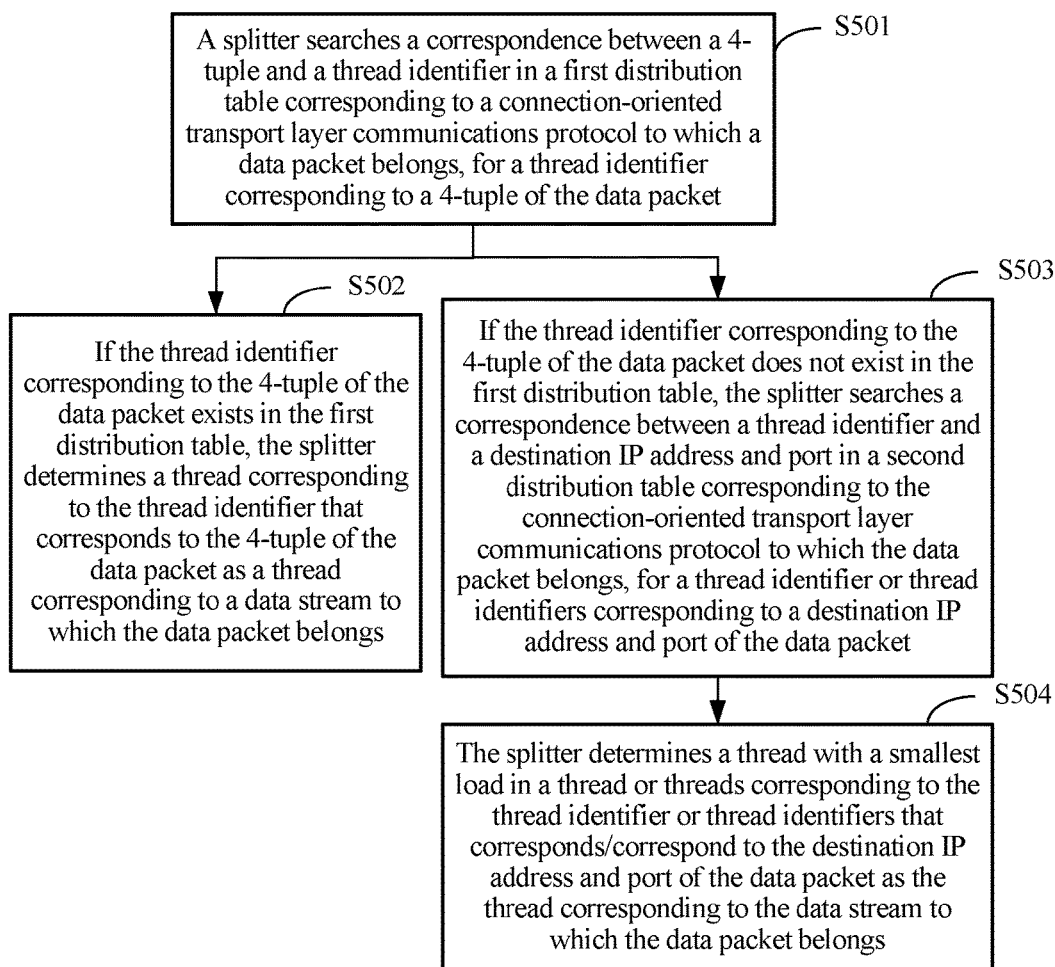 S501
A splitter searches a correspondence between a 4-
tuple and a thread identifier in a first distribution
table corresponding to a connection-oriented
transport layer communications protocol to which a
data packet belongs, for a thread identifier
corresponding to a 4-tuple of the data packet
S502
If the thread identifier
corresponding to the 4-tuple of the
data packet exists in the first
distribution table, the splitter
determines a thread corresponding
to the thread identifier that
corresponds to the 4-tuple of the
data packet as a thread
corresponding to a data stream to
which the data packet belongs
S503
If the thread identifier corresponding to the
4-tuple of the data packet does not exist in the
first distribution table, the splitter searches a
correspondence between a thread identifier and
a destination IP address and port in a second
distribution table corresponding to the
connection-oriented transport layer
communications protocol to which the data
packet belongs, for a thread identifier or thread
identifiers corresponding to a destination IP
address and port of the data packet
S504
The splitter determines a thread with a smallest
load in a thread or threads corresponding to the
thread identifier or thread identifiers that
corresponds/correspond to the destination IP
address and port of the data packet as the
thread corresponding to the data stream to
which the data packet belongs